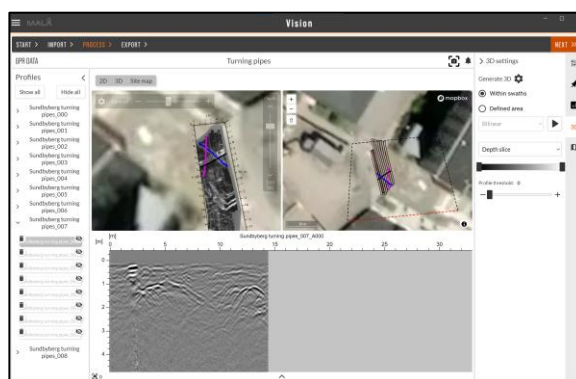 MALÅ
Vision
START > IMPORT > PROCESS > EXPORT >
NEXT
GPR DATA
Turning pipes
3D settings
Profiles
Show all Hide all
2D 3D Site map
Generate 3D
Within swaths
Defined area
Bilinear
Depth slice
Profile threshold: 0
mapbox
Sundbyberg turning
pipes_000
Sundbyberg turning
pipes_001
Sundbyberg turning
pipes_002
Sundbyberg turning
pipes_003
Sundbyberg turning
pipes_004
Sundbyberg turning
pipes_005
Sundbyberg turning
pipes_006
Sundbyberg turning
pipes_007
Sundbyberg turning
pipes_008
Sundbyberg turning pipes_007_A000
[m]
[m] 0 5 10 15 20 25 30
0
1
2
3
4